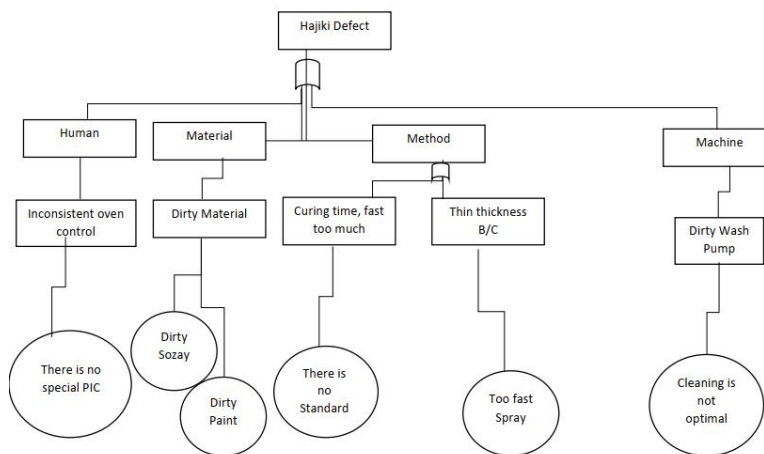 Hajiki Defect
Human
Material
Method
Machine
Inconsistent oven
control
Dirty Material
Curing time, fast
too much
Thin thickness
B/C
Dirty Wash
Pump
There is no
special PIC
Dirty
Sozay
Dirty
Paint
There is
no
Standard
Too fast
Spray
Cleaning is
not
optimal